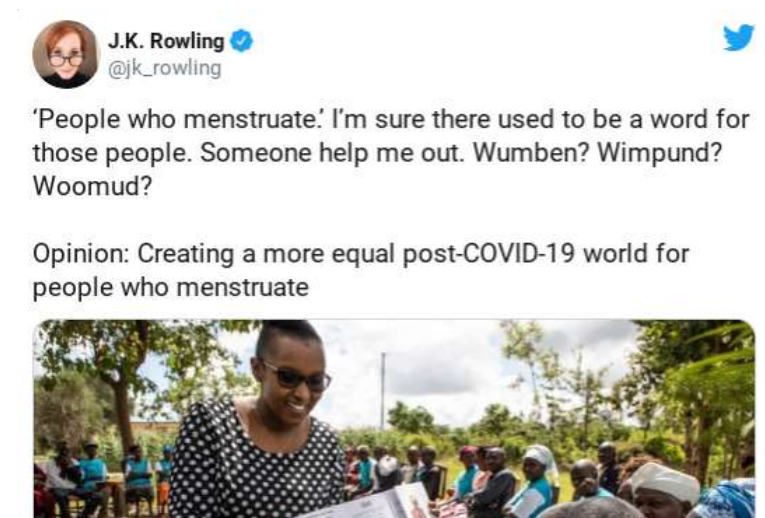 J.K. Rowling
@jk_rowling
‘People who menstruate.’ I’m sure there used to be a word for
those people. Someone help me out. Wumben? Wimpund?
Woomud?
Opinion: Creating a more equal post-COVID-19 world for
people who menstruate